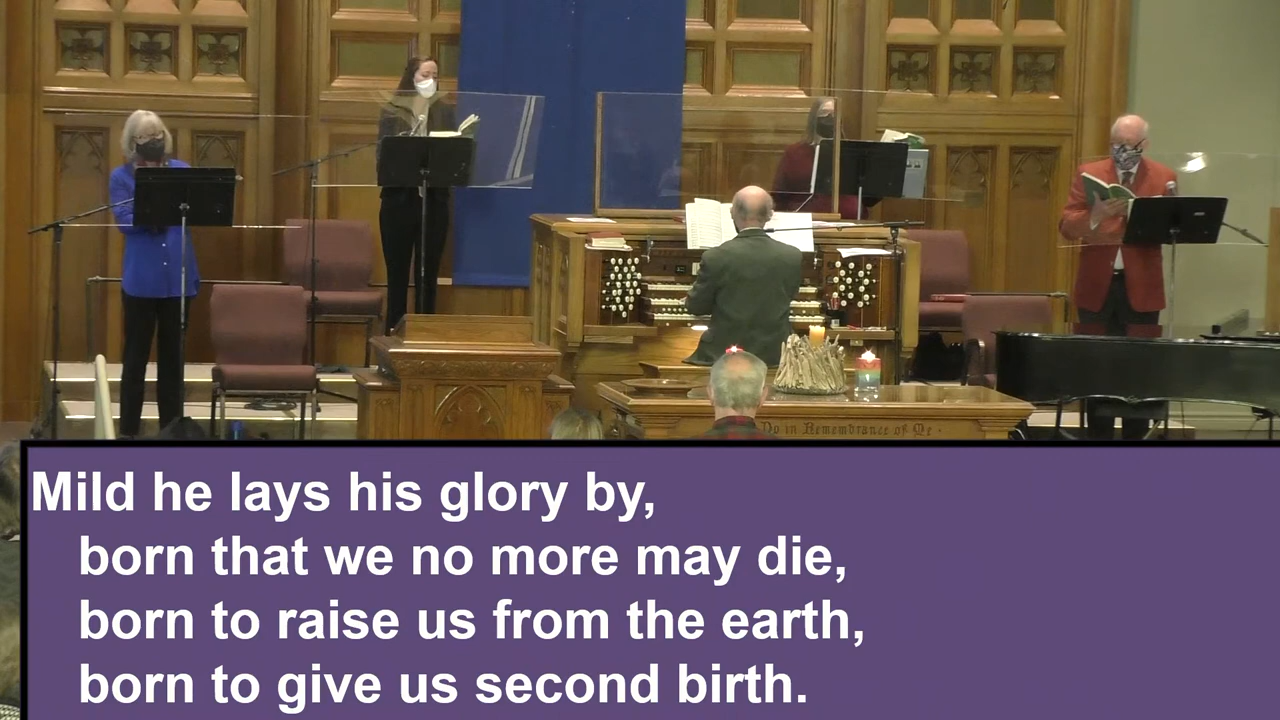 Do in Remembrance of Me
Mild he lays his glory by,
born that we no more may die,
born to raise us from the earth,
born to give us second birth.